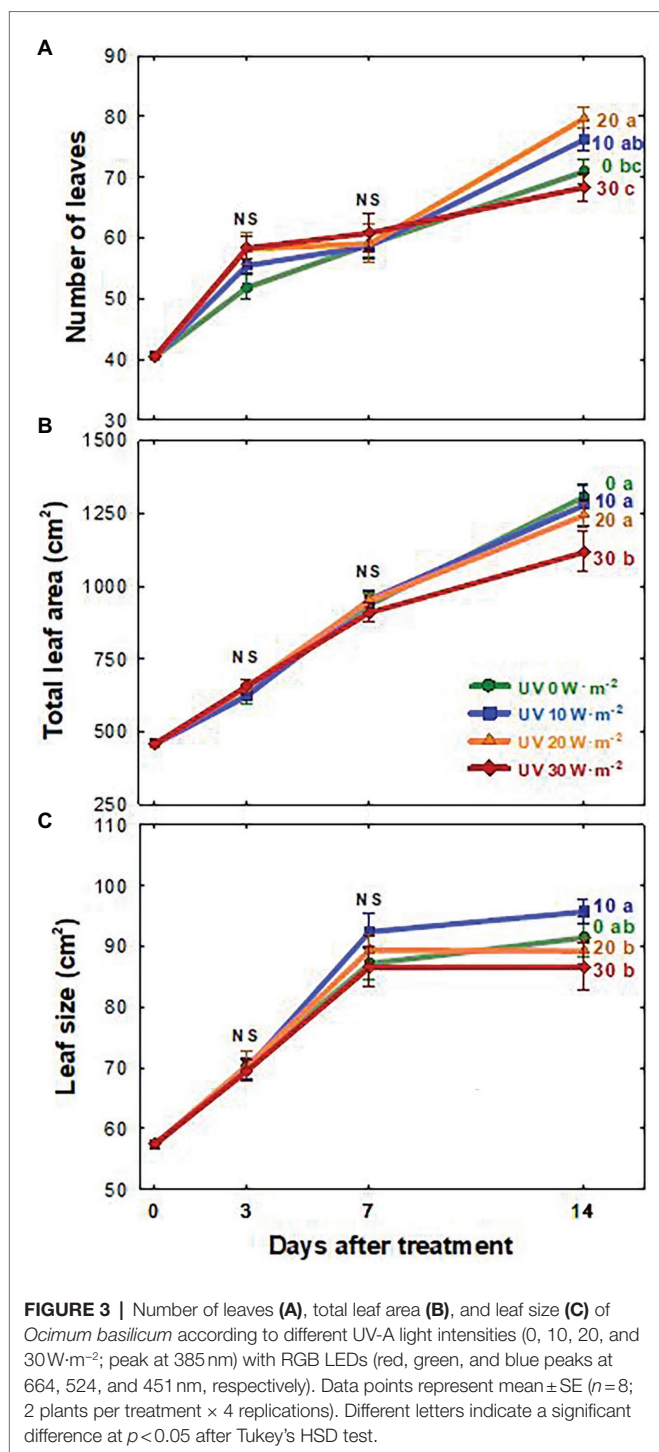 A
90
80
70
60
50
40
30
Number of leaves
NS
NS
20 a
10 ab
0 bc
30 c
B
1500
1250
1000
750
500
250
Total leaf area (cm²)
NS
NS
0 a
10 a
20 a
30 b
UV 0 W·m⁻²
UV 10 W·m⁻²
UV 20 W·m⁻²
UV 30 W·m⁻²
C
110
100
90
80
70
60
50
Leaf size (cm²)
NS
NS
10 a
0 ab
20 b
30 b
0 3 7 14
Days after treatment
FIGURE 3 | Number of leaves (A), total leaf area (B), and leaf size (C) of
Ocimum basilicum according to different UV-A light intensities (0, 10, 20, and
30 W·m⁻²; peak at 385 nm) with RGB LEDs (red, green, and blue peaks at
664, 524, and 451 nm, respectively). Data points represent mean ± SE (n = 8;
2 plants per treatment × 4 replications). Different letters indicate a significant
difference at p < 0.05 after Tukey's HSD test.